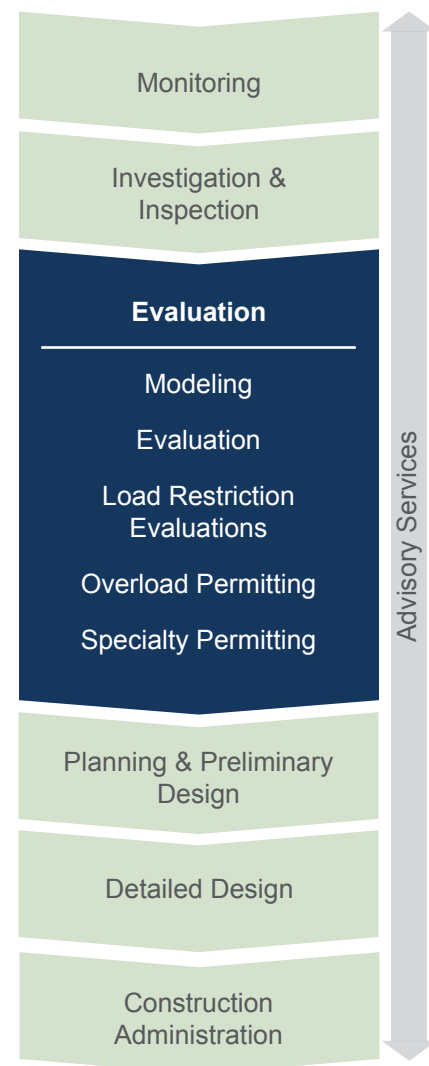 Monitoring
Investigation &
Inspection
Evaluation
Modeling
Evaluation
Load Restriction
Evaluations
Overload Permitting
Specialty Permitting
Planning & Preliminary
Design
Detailed Design
Construction
Administration
Advisory Services